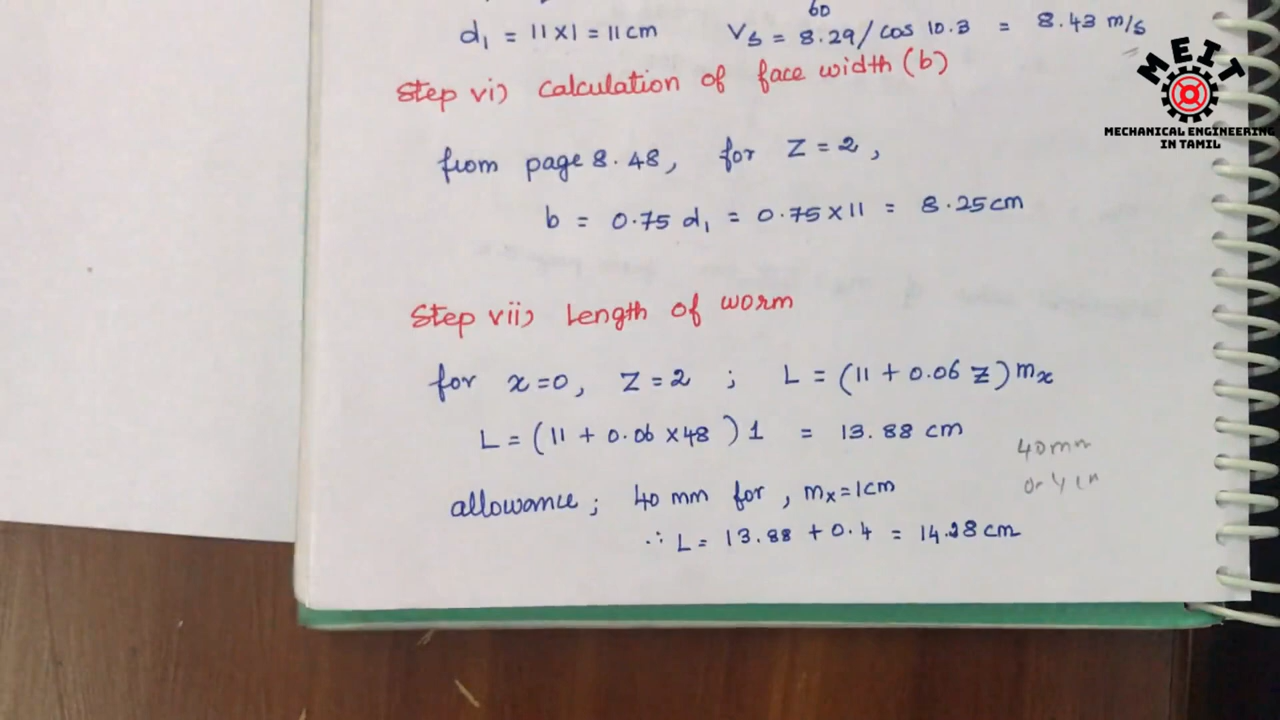 60
d₁ = 11×1 = 11 cm Vs = 8.29/cos 10.3 = 8.43 m/s
Step vi) Calculation of face width (b)
from page 8.48, for Z = 2,
b = 0.75 d₁ = 0.75×11 = 8.25cm
Step vii) Length of worm
for x=0, Z=2 ; L = (11 + 0.06 Z) mx
L = (11 + 0.06 ×48 ) 1 = 13.88 cm
40mm
or 4 cm
allowance; 40 mm for, mx=1cm
∴ L = 13.88 + 0.4 = 14.28 cm
MEIT
MECHANICAL ENGINEERING
IN TAMIL